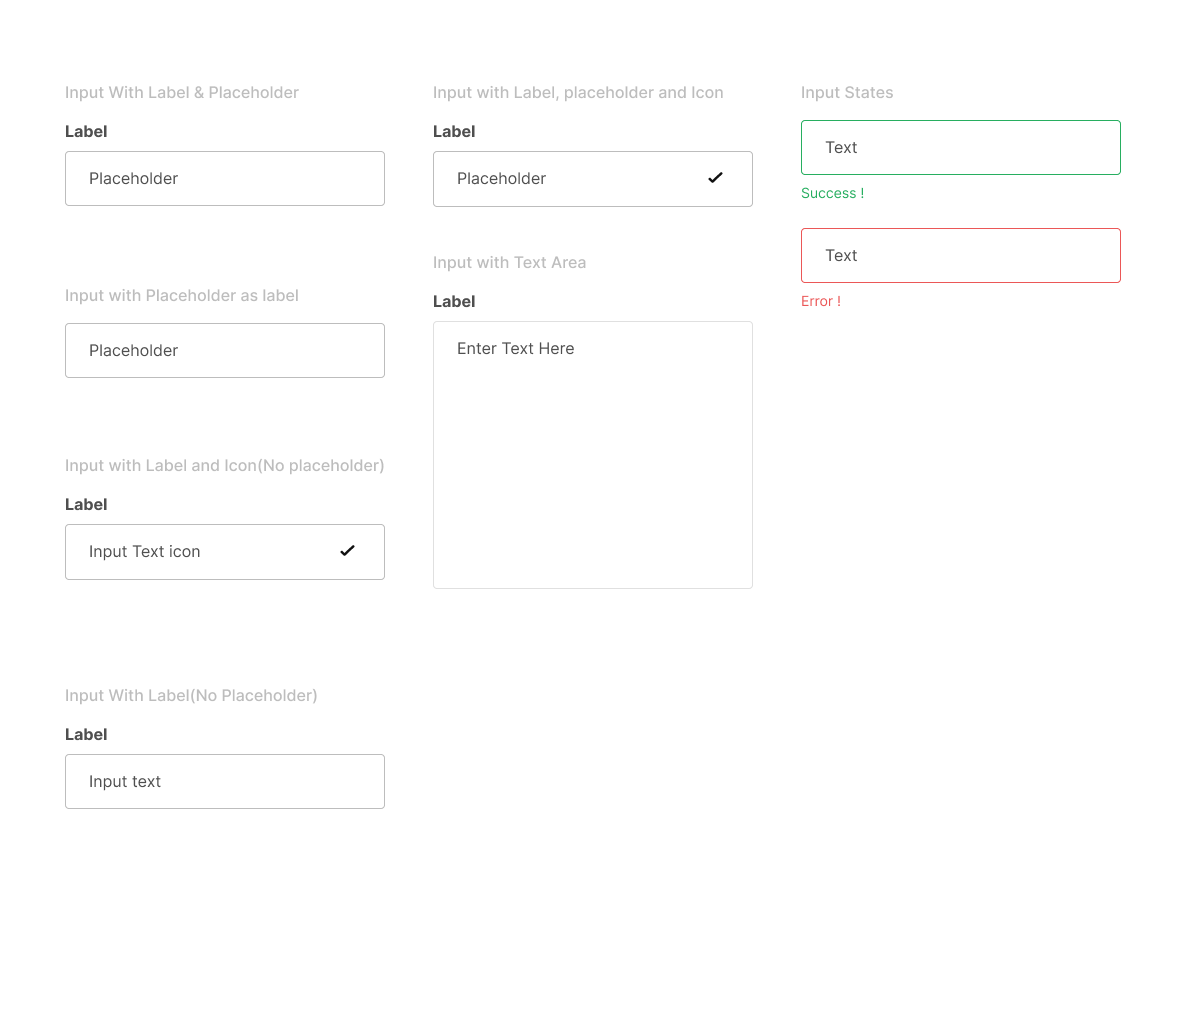 Input With Label & Placeholder
Label
Placeholder
Input with Placeholder as label
Placeholder
Input with Label and Icon(No placeholder)
Label
Input Text icon
Input With Label(No Placeholder)
Label
Input text
Input with Label, placeholder and Icon
Label
Placeholder
Input with Text Area
Label
Enter Text Here
Input States
Text
Success !
Text
Error !